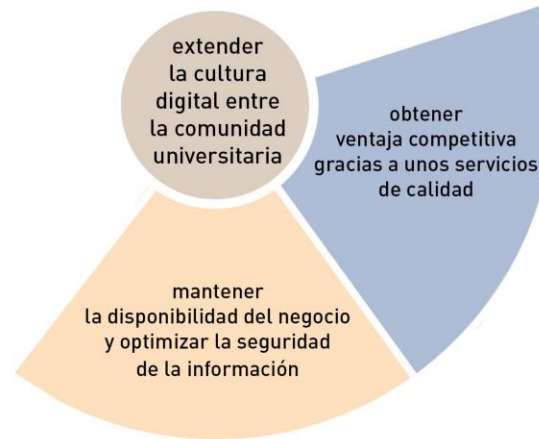 extender
la cultura
digital entre
la comunidad
universitaria
obtener
ventaja competitiva
gracias a unos servicios
de calidad
mantener
la disponibilidad del negocio
y optimizar la seguridad
de la información